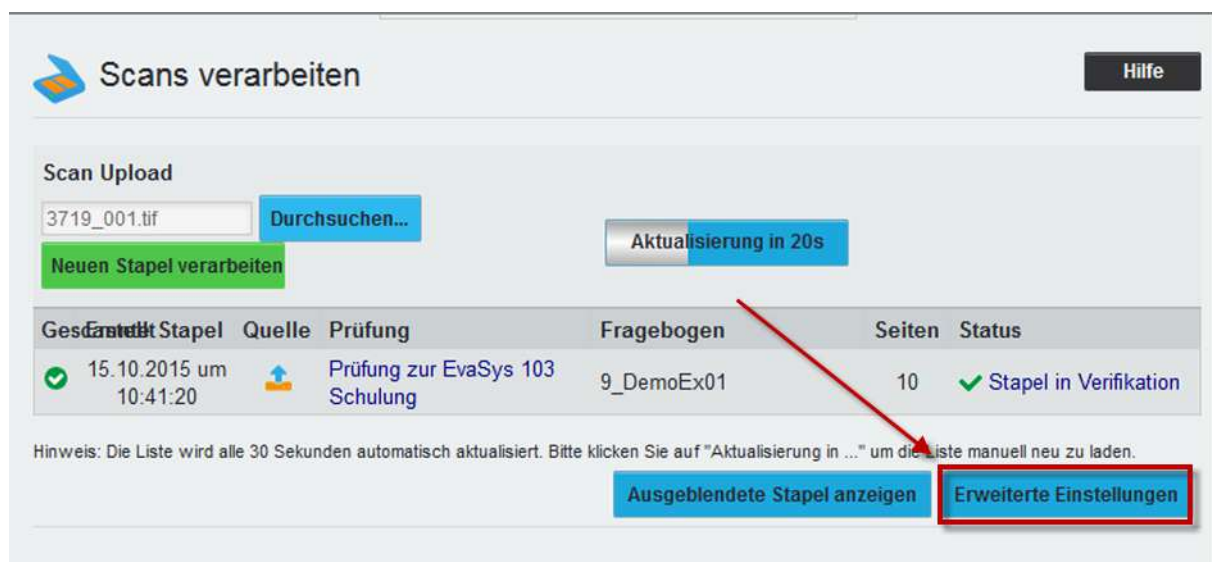 Scans verarbeiten
Hilfe
Scan Upload
3719_001.tif Durchsuchen...
Aktualisierung in 20s
Neuen Stapel verarbeiten
Gescannt Erstellt Stapel Quelle Prüfung Fragebogen Seiten Status
15.10.2015 um
10:41:20
Prüfung zur EvaSys 103
Schulung
9_DemoEx01
10
Stapel in Verifikation
Hinweis: Die Liste wird alle 30 Sekunden automatisch aktualisiert. Bitte klicken Sie auf "Aktualisierung in ..." um die Liste manuell neu zu laden.
Ausgeblendete Stapel anzeigen Erweiterte Einstellungen